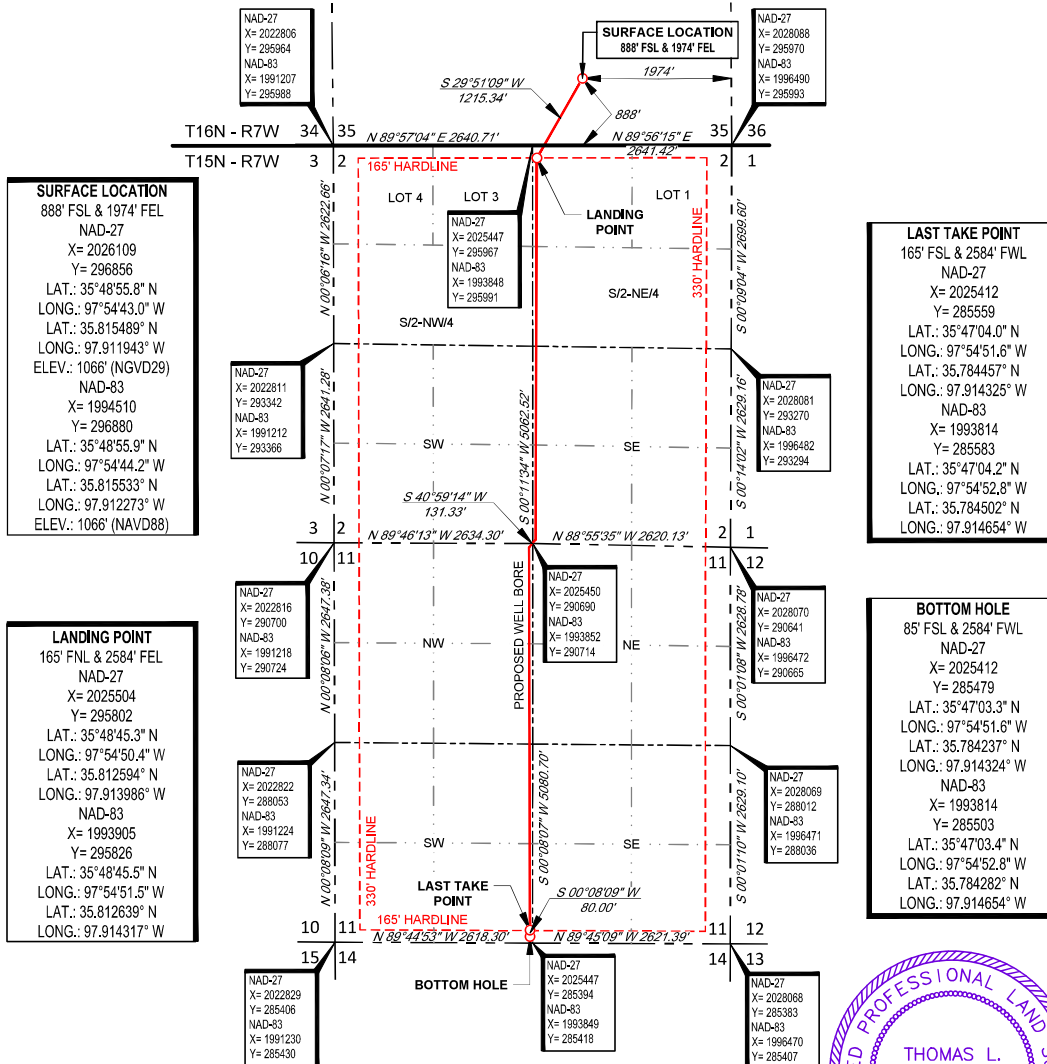 NAD-27
X= 2022806
Y= 295964
NAD-83
X= 1991207
Y= 295988
SURFACE LOCATION
888' FSL & 1974' FEL
NAD-27
X= 2028088
Y= 295970
NAD-83
X= 1996490
Y= 295993
1974'
S 29°51'09" W
1215.34'
888'
T16N - R7W
34
35
N 89°57'04" E 2640.71'
N 89°56'15" E
2641.42'
35
36
T15N - R7W
3
2
165' HARDLINE
2
1
SURFACE LOCATION
888' FSL & 1974' FEL
NAD-27
X= 2026109
Y= 296856
LAT.: 35°48'55.8" N
LONG.: 97°54'43.0" W
LAT.: 35.815489° N
LONG.: 97.911943° W
ELEV.: 1066' (NGVD29)
NAD-83
X= 1994510
Y= 296880
LAT.: 35°48'55.9" N
LONG.: 97°54'44.2" W
LAT.: 35.815533° N
LONG.: 97.912273° W
ELEV.: 1066' (NAVD88)
N 00°06'16" W 2622.66'
LOT 4
LOT 3
LOT 1
LANDING
POINT
NAD-27
X= 2025447
Y= 295967
NAD-83
X= 1993848
Y= 295991
330' HARDLINE
S 00°09'04" W 2699.60'
S/2-NW/4
S/2-NE/4
LAST TAKE POINT
165' FSL & 2584' FWL
NAD-27
X= 2025412
Y= 285559
LAT.: 35°47'04.0" N
LONG.: 97°54'51.6" W
LAT.: 35.784457° N
LONG.: 97.914325° W
NAD-83
X= 1993814
Y= 285583
LAT.: 35°47'04.2" N
LONG.: 97°54'52.8" W
LAT.: 35.784502° N
LONG.: 97.914654° W
NAD-27
X= 2022811
Y= 293342
NAD-83
X= 1991212
Y= 293366
NAD-27
X= 2028081
Y= 293270
NAD-83
X= 1996482
Y= 293294
N 00°07'17" W 2641.28'
SW
S 00°11'34" W 5062.52'
SE
S 00°14'02" W 2629.16'
S 40°59'14" W
131.33'
3
2
N 89°46'13" W 2634.30'
N 88°55'35" W 2620.13'
2
1
10
11
11
12
NAD-27
X= 2022816
Y= 290700
NAD-83
X= 1991218
Y= 290724
NAD-27
X= 2025450
Y= 290690
NAD-83
X= 1993852
Y= 290714
NAD-27
X= 2028070
Y= 290641
NAD-83
X= 1996472
Y= 290665
N 00°08'06" W 2647.38'
NW
PROPOSED WELL BORE
NE
S 00°01'08" W 2628.78'
LANDING POINT
165' FNL & 2584' FEL
NAD-27
X= 2025504
Y= 295802
LAT.: 35°48'45.3" N
LONG.: 97°54'50.4" W
LAT.: 35.812594° N
LONG.: 97.913986° W
NAD-83
X= 1993905
Y= 295826
LAT.: 35°48'45.5" N
LONG.: 97°54'51.5" W
LAT.: 35.812639° N
LONG.: 97.914317° W
BOTTOM HOLE
85' FSL & 2584' FWL
NAD-27
X= 2025412
Y= 285479
LAT.: 35°47'03.3" N
LONG.: 97°54'51.6" W
LAT.: 35.784237° N
LONG.: 97.914324° W
NAD-83
X= 1993814
Y= 285503
LAT.: 35°47'03.4" N
LONG.: 97°54'52.8" W
LAT.: 35.784282° N
LONG.: 97.914654° W
NAD-27
X= 2022822
Y= 288053
NAD-83
X= 1991224
Y= 288077
NAD-27
X= 2028069
Y= 288012
NAD-83
X= 1996471
Y= 288036
N 00°08'09" W 2647.34'
330' HARDLINE
SW
S 00°08'07" W 5080.70'
SE
S 00°01'10" W 2629.10'
LAST TAKE
POINT
S 00°08'09" W
80.00'
165' HARDLINE
10
11
N 89°44'53" W 2618.30'
N 89°45'09" W 2621.39'
11
12
15
14
14
13
BOTTOM HOLE
NAD-27
X= 2022829
Y= 285406
NAD-83
X= 1991230
Y= 285430
NAD-27
X= 2025447
Y= 285394
NAD-83
X= 1993849
Y= 285418
NAD-27
X= 2028068
Y= 285383
NAD-83
X= 1996470
Y= 285407
PROFESSIONAL LAND
THOMAS L.